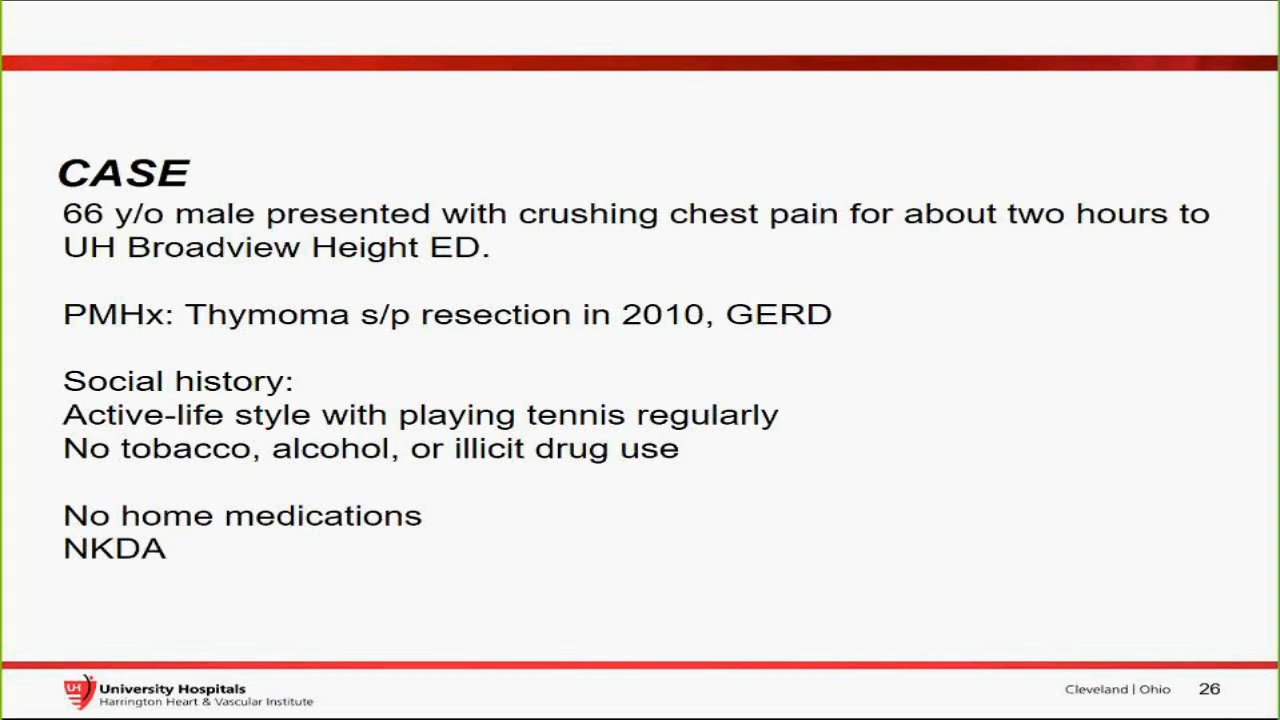 CASE
66 y/o male presented with crushing chest pain for about two hours to
UH Broadview Height ED.
PMHx: Thymoma s/p resection in 2010, GERD
Social history:
Active-life style with playing tennis regularly
No tobacco, alcohol, or illicit drug use
No home medications
NKDA
UH University Hospitals
Harrington Heart & Vascular Institute
Cleveland | Ohio 26